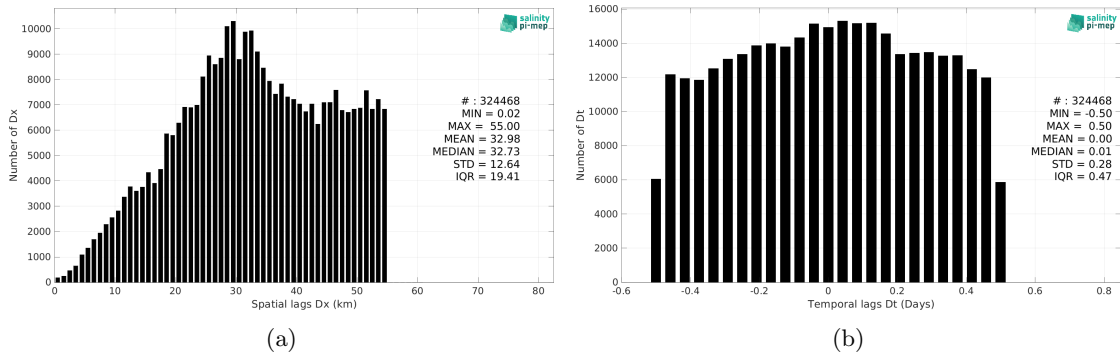 10000
9000
8000
7000
6000
5000
4000
3000
2000
1000
0
Number of Dx
salinity
pi-mep
# : 324468
MIN = 0.02
MAX = 55.00
MEAN = 32.98
MEDIAN = 32.73
STD = 12.64
IQR = 19.41
0 10 20 30 40 50 60 70 80
Spatial lags Dx (km)
(a)
16000
14000
12000
10000
8000
6000
4000
2000
0
Number of Dt
salinity
pi-mep
# : 324468
MIN = -0.50
MAX = 0.50
MEAN = 0.00
MEDIAN = 0.01
STD = 0.28
IQR = 0.47
-0.6 -0.4 -0.2 0 0.2 0.4 0.6 0.8
Temporal lags Dt (Days)
(b)